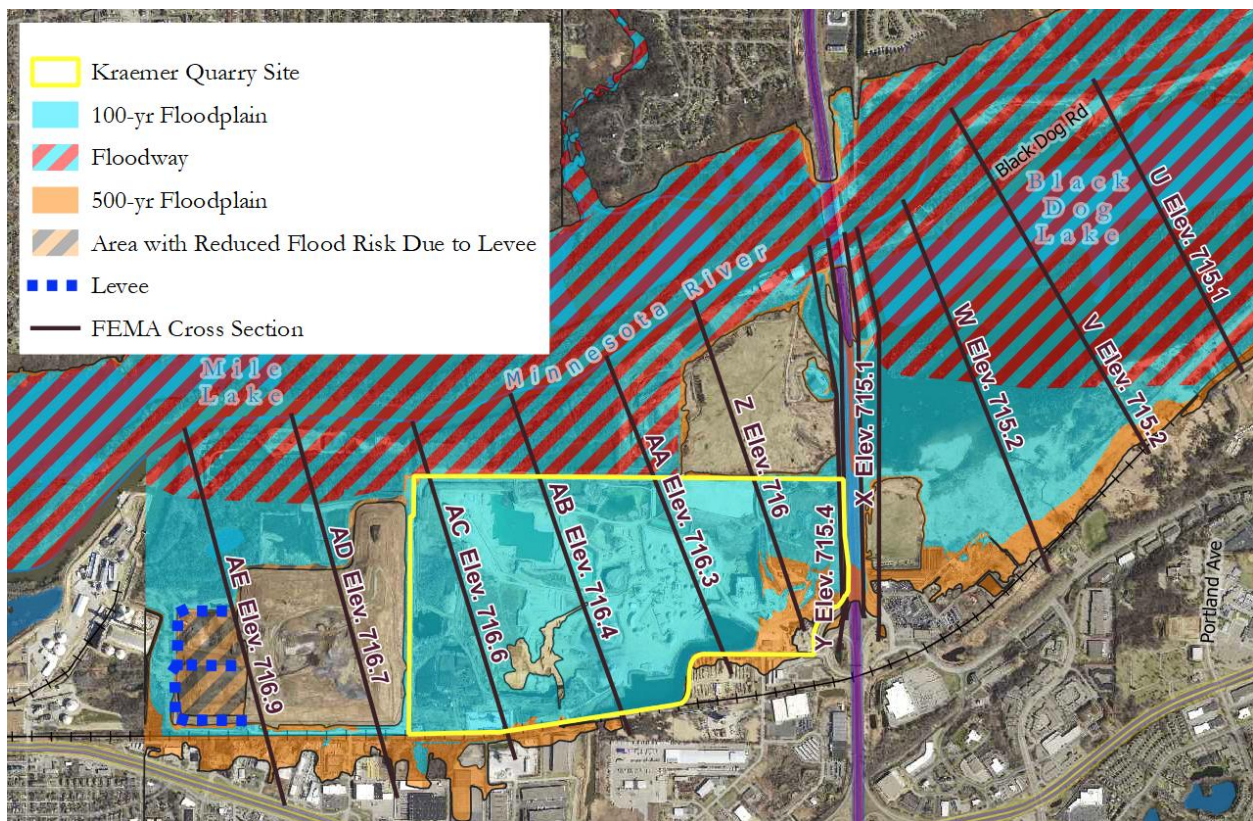 Kraemer Quarry Site
100-yr Floodplain
Floodway
500-yr Floodplain
Area with Reduced Flood Risk Due to Levee
Levee
FEMA Cross Section
Black Dog Rd
Black
Dog
Lake
U Elev. 715.1
V Elev. 715.2
W Elev. 715.2
X Elev. 715.1
Y Elev. 715.4
Z Elev. 716
AA Elev. 716.3
AB Elev. 716.4
AC Elev. 716.6
AD Elev. 716.7
AE Elev. 716.9
Minnesota River
Mile
Lake
Portland Ave